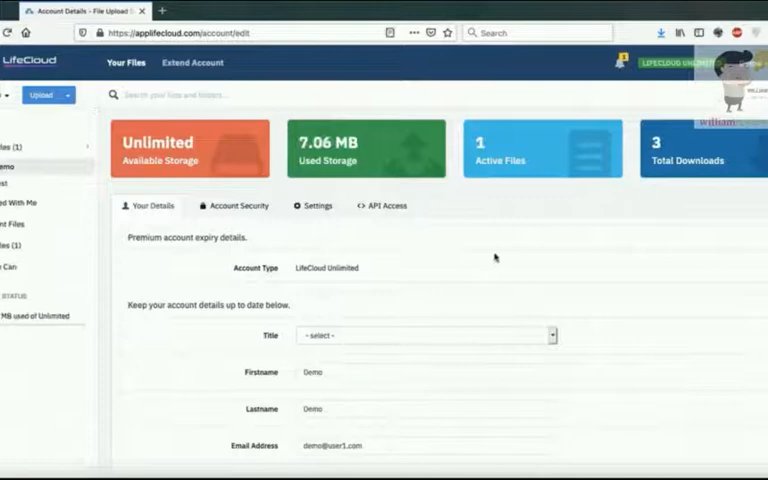 Account Details - File Upload S
https://applifecloud.com/account/edit
Search
LifeCloud
Your Files
Extend Account
1
LIFECLOUD UNLIMITED
Upload
Search your files and folders...
Unlimited
Available Storage
7.06 MB
Used Storage
1
Active Files
3
Total Downloads
les (1)
emo
st
ed With Me
nt Files
les (1)
Can
STATUS
MB used of Unlimited
Your Details
Account Security
Settings
<> API Access
Premium account expiry details.
Account Type
LifeCloud Unlimited
Keep your account details up to date below.
Title
- select -
Firstname
Demo
Lastname
Demo
Email Address
demo@user1.com